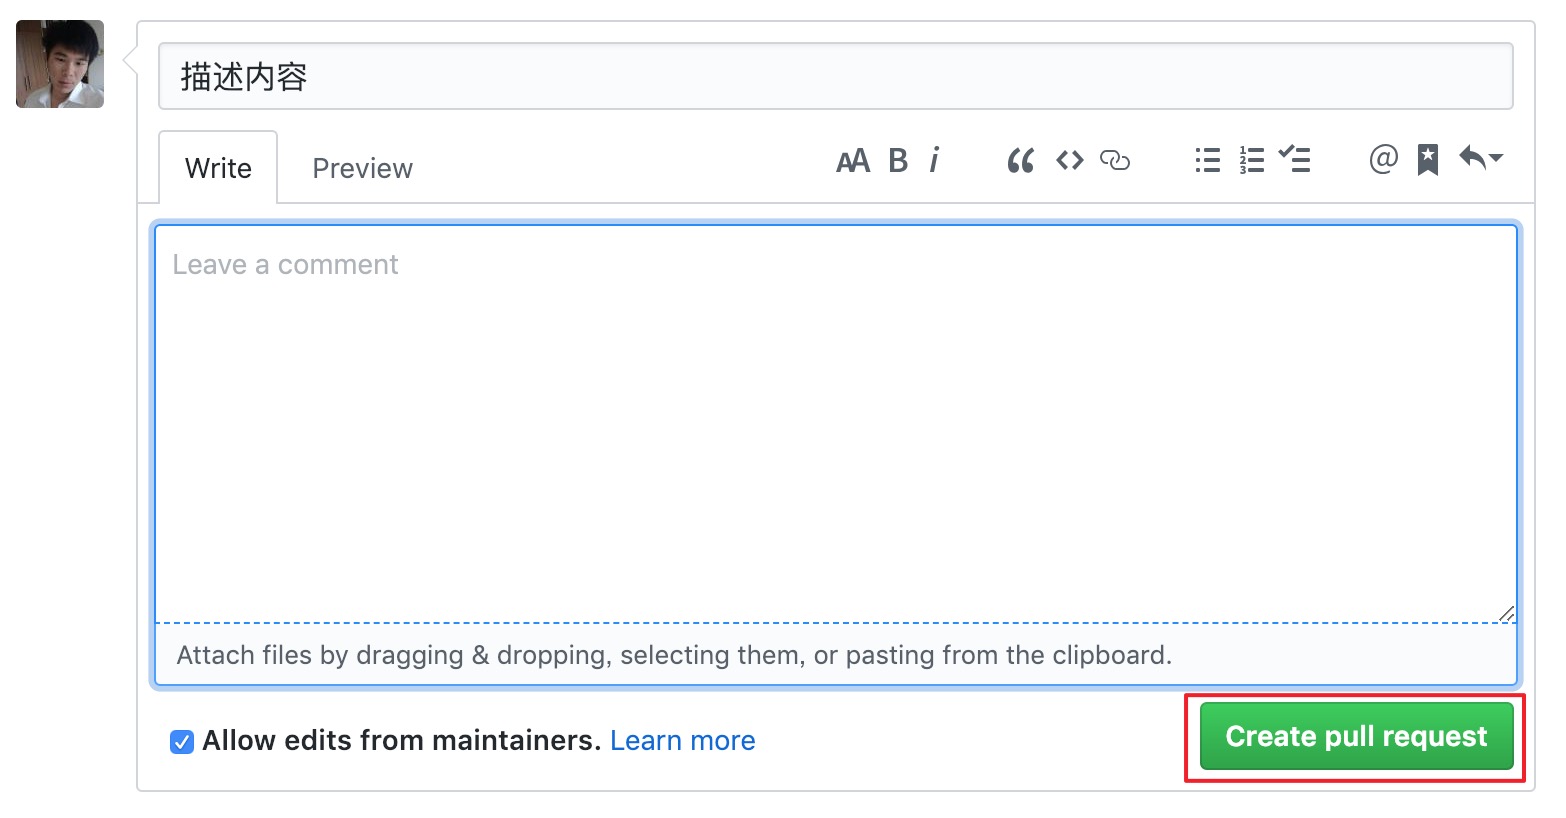 描述内容
Write Preview
Leave a comment
Attach files by dragging & dropping, selecting them, or pasting from the clipboard.
Allow edits from maintainers. Learn more
Create pull request